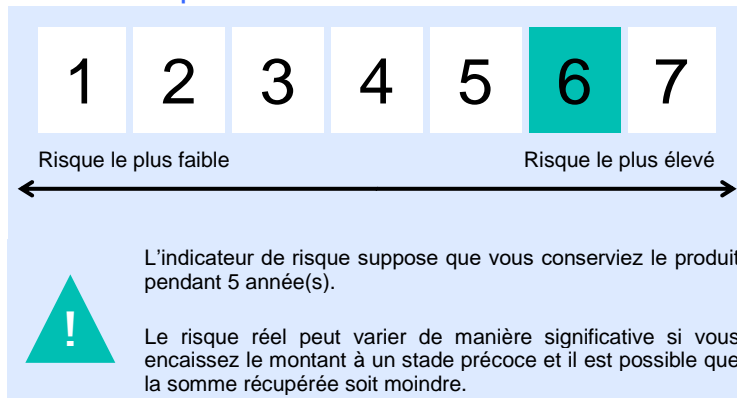 1 2 3 4 5 6 7
Risque le plus faible Risque le plus élevé
L'indicateur de risque suppose que vous conserviez le produit
pendant 5 année(s).
!
Le risque réel peut varier de manière significative si vous
encaissez le montant à un stade précoce et il est possible que
la somme récupérée soit moindre.